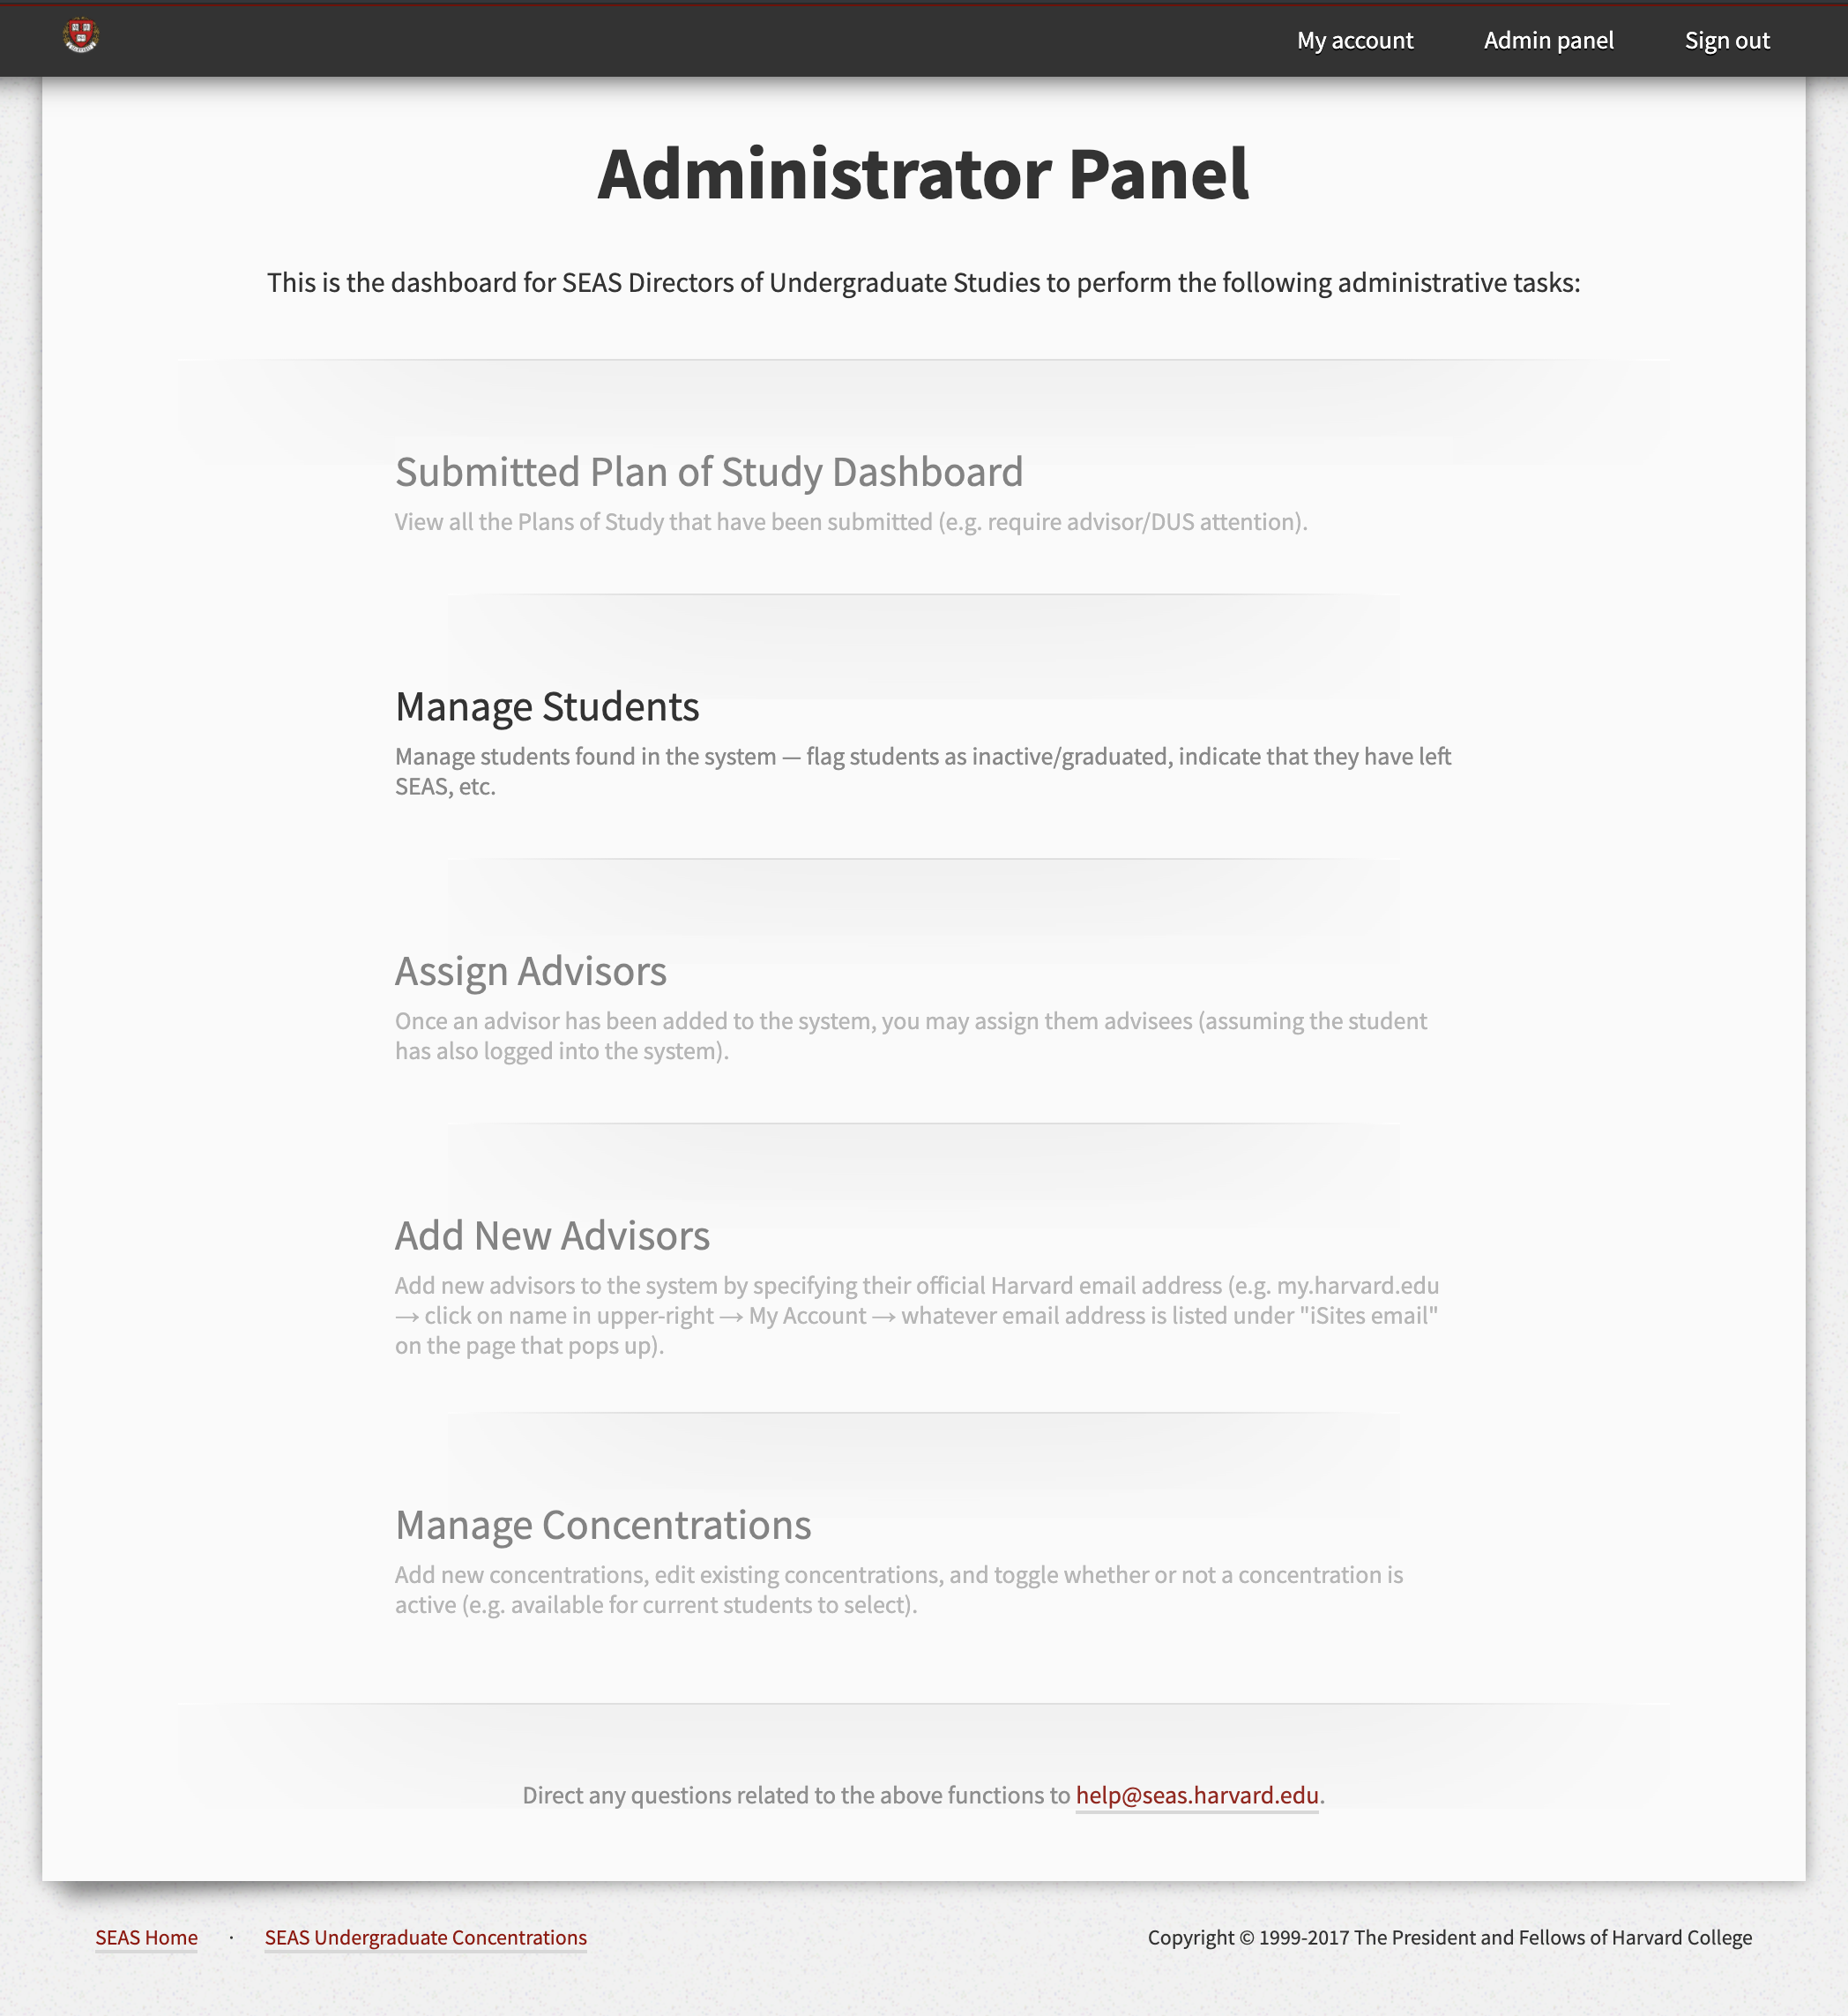 My account Admin panel Sign out
Administrator Panel
This is the dashboard for SEAS Directors of Undergraduate Studies to perform the following administrative tasks:
Submitted Plan of Study Dashboard
View all the Plans of Study that have been submitted (e.g. require advisor/DUS attention).
Manage Students
Manage students found in the system — flag students as inactive/graduated, indicate that they have left
SEAS, etc.
Assign Advisors
Once an advisor has been added to the system, you may assign them advisees (assuming the student
has also logged into the system).
Add New Advisors
Add new advisors to the system by specifying their official Harvard email address (e.g. my.harvard.edu
→ click on name in upper-right → My Account → whatever email address is listed under "iSites email"
on the page that pops up).
Manage Concentrations
Add new concentrations, edit existing concentrations, and toggle whether or not a concentration is
active (e.g. available for current students to select).
Direct any questions related to the above functions to help@seas.harvard.edu.
SEAS Home · SEAS Undergraduate Concentrations Copyright © 1999-2017 The President and Fellows of Harvard College